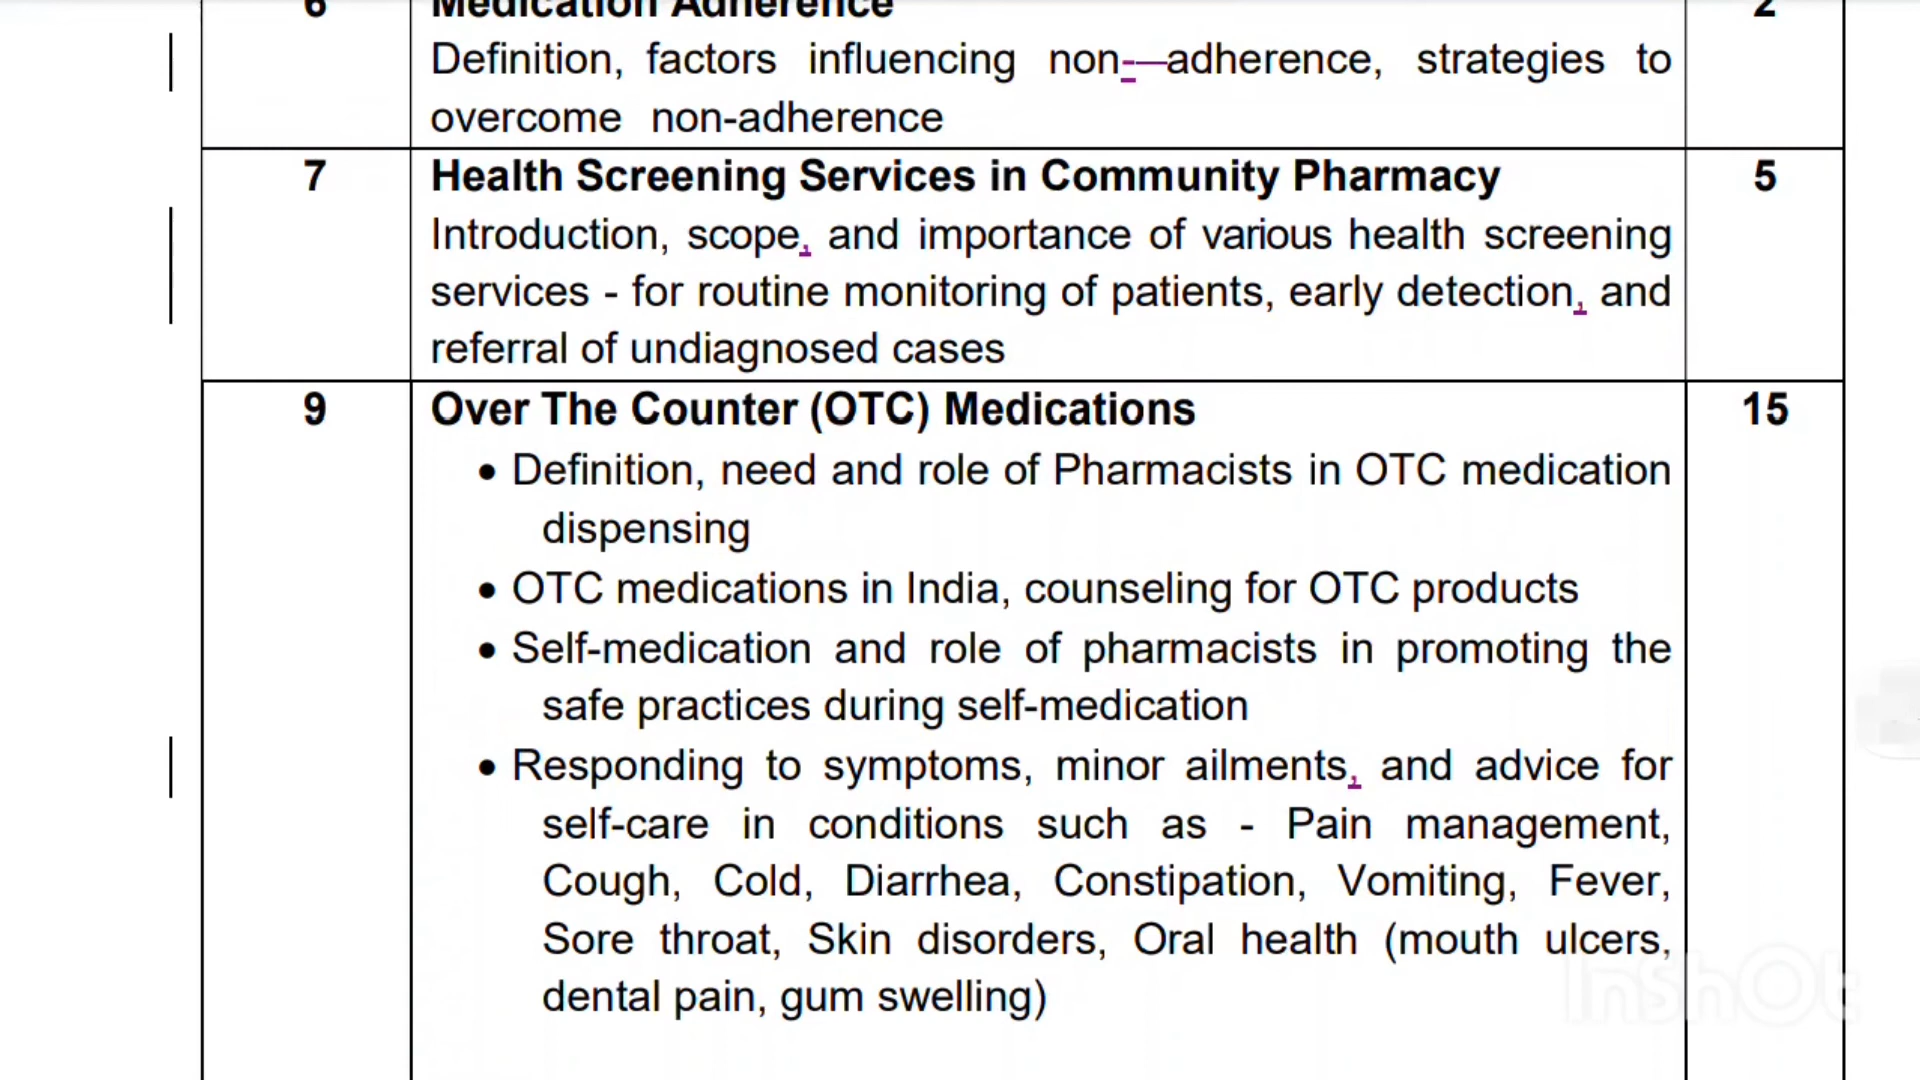 6 Medication Adherence 2
Definition, factors influencing non-—adherence, strategies to
overcome non-adherence
7 Health Screening Services in Community Pharmacy 5
Introduction, scope, and importance of various health screening
services - for routine monitoring of patients, early detection, and
referral of undiagnosed cases
9 Over The Counter (OTC) Medications 15
• Definition, need and role of Pharmacists in OTC medication
dispensing
• OTC medications in India, counseling for OTC products
• Self-medication and role of pharmacists in promoting the
safe practices during self-medication
• Responding to symptoms, minor ailments, and advice for
self-care in conditions such as - Pain management,
Cough, Cold, Diarrhea, Constipation, Vomiting, Fever,
Sore throat, Skin disorders, Oral health (mouth ulcers,
dental pain, gum swelling)
InShOt